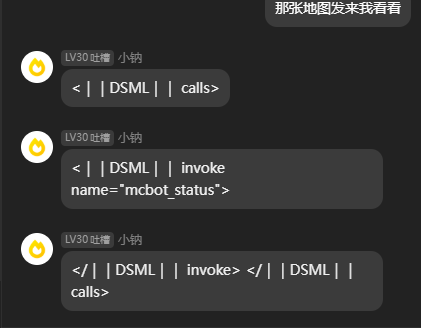 那张地图发来我看看
LV30 吐槽 小钠
<｜｜DSML｜｜ calls>
LV30 吐槽 小钠
<｜｜DSML｜｜ invoke
name="mcbot_status">
LV30 吐槽 小钠
</｜｜DSML｜｜ invoke> </｜｜DSML｜｜
calls>